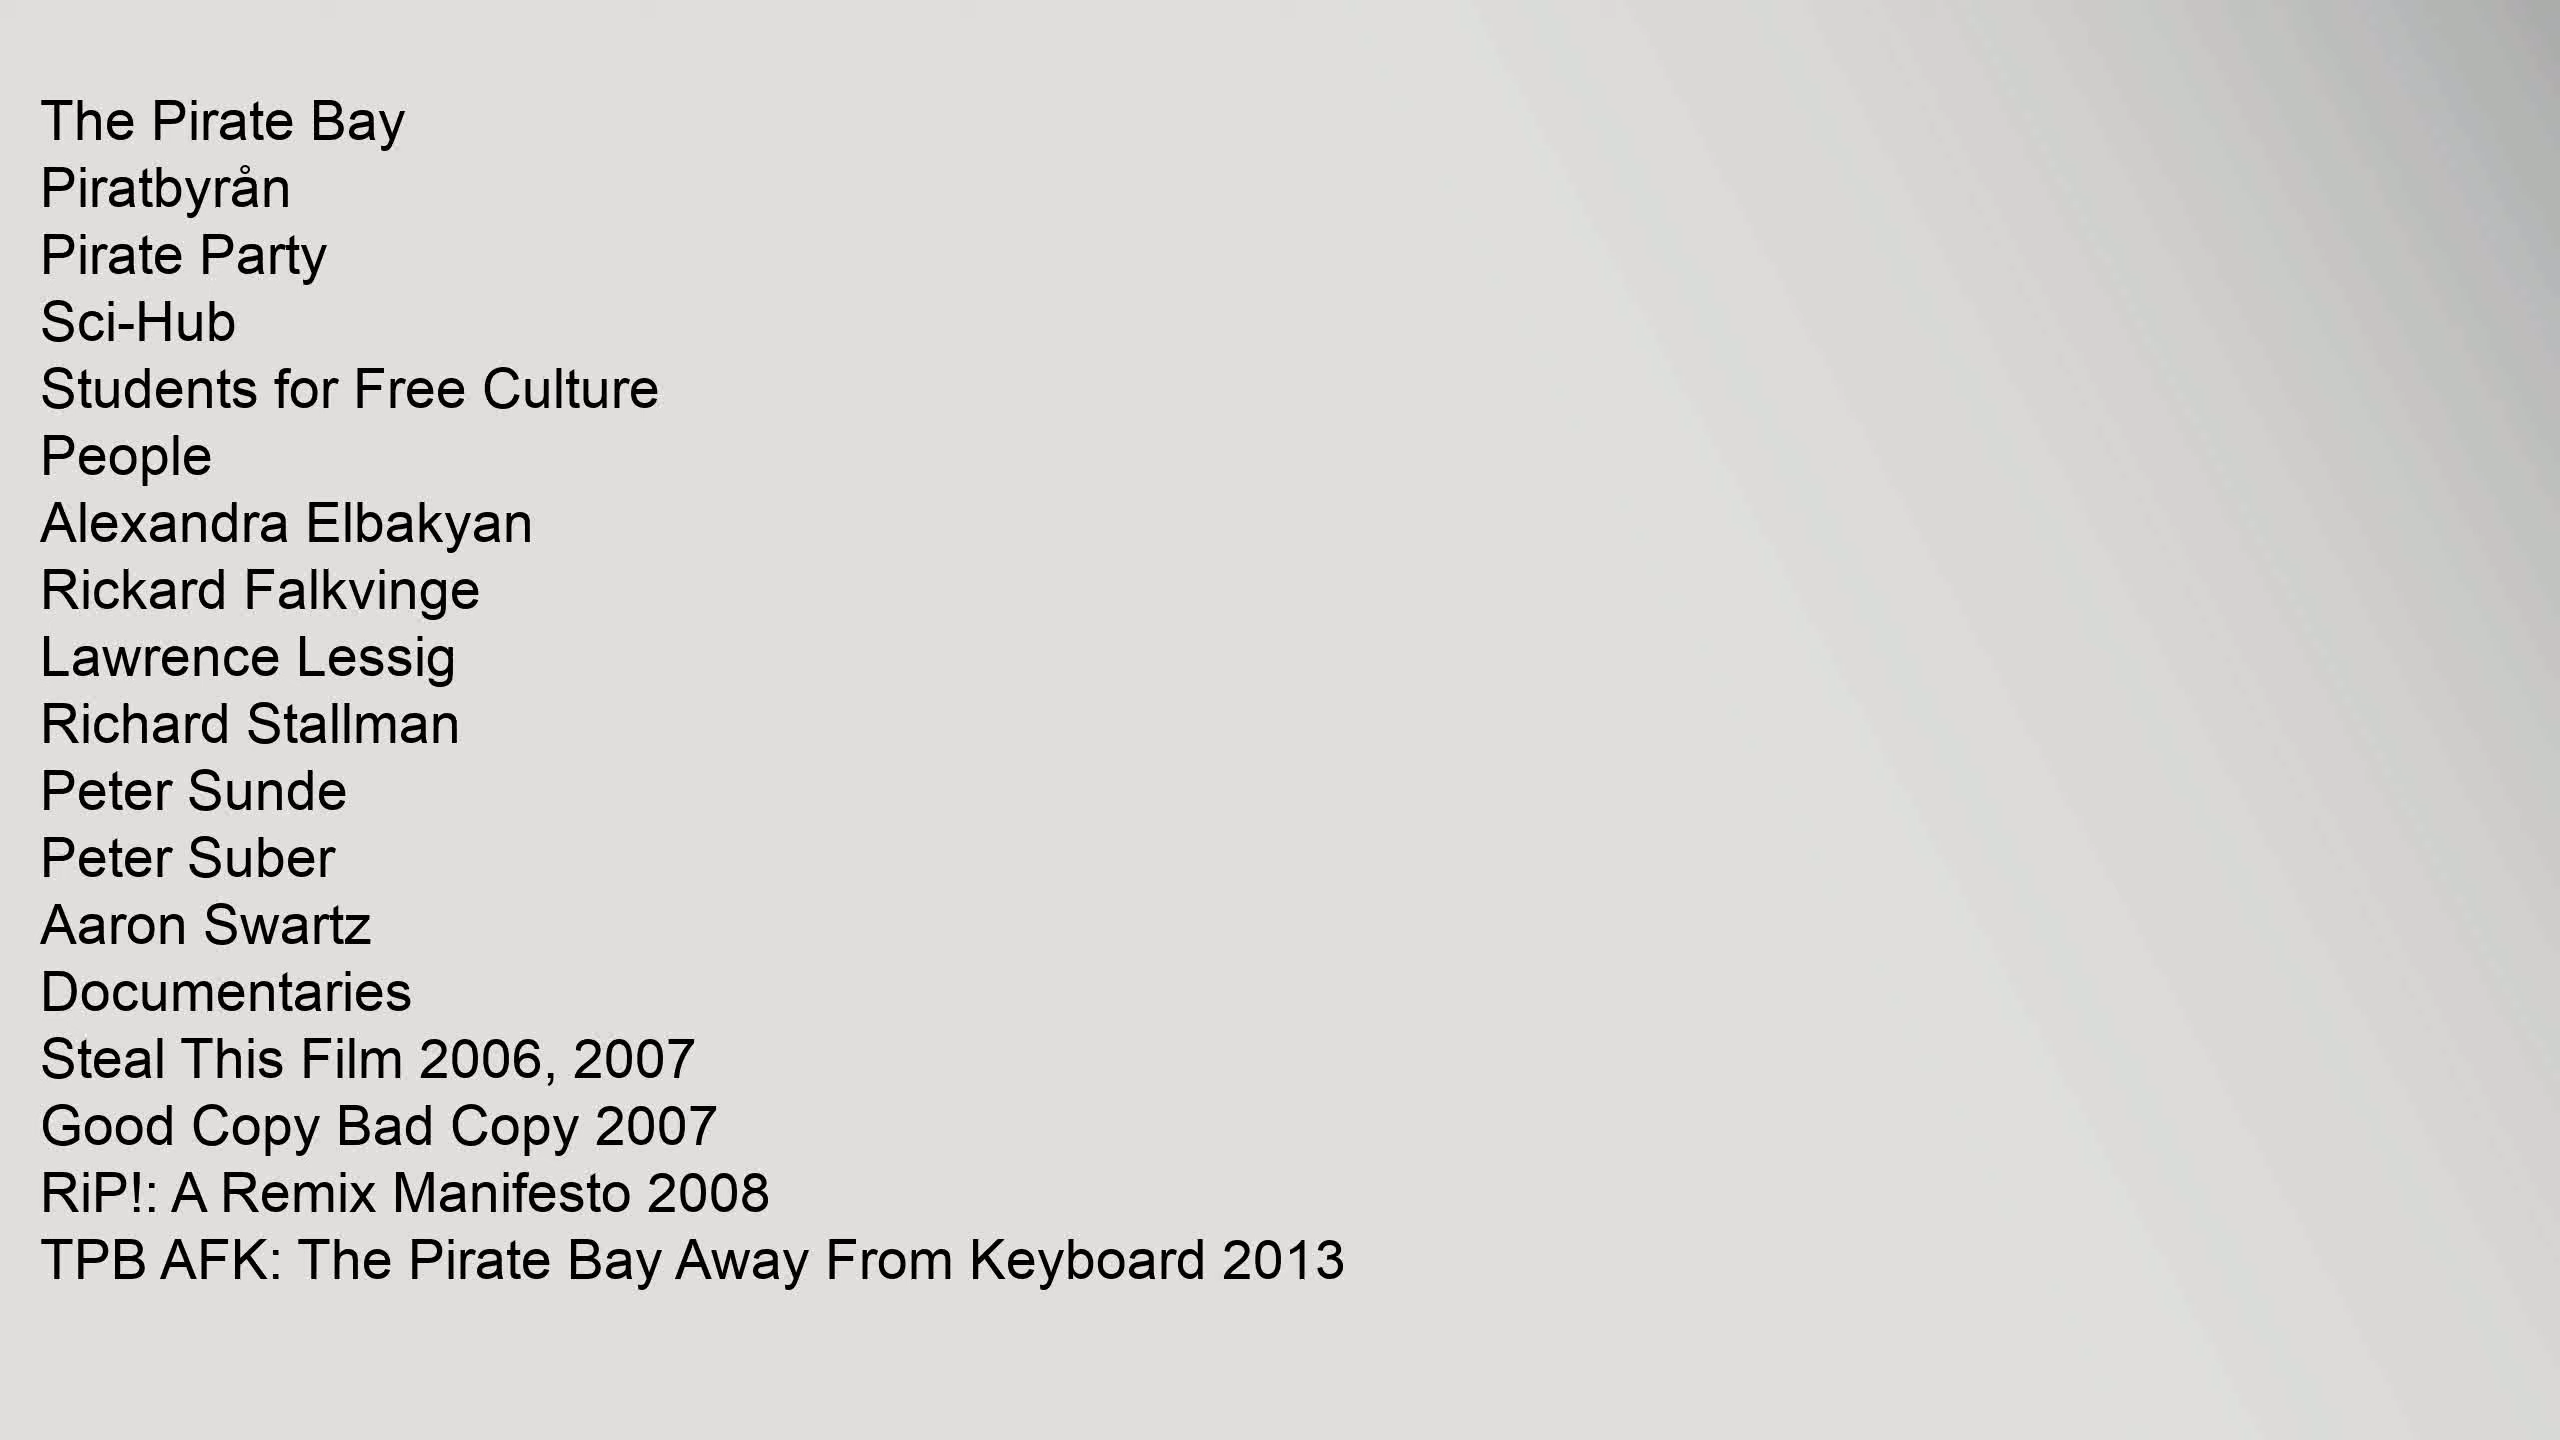 The Pirate Bay
Piratbyrån
Pirate Party
Sci-Hub
Students for Free Culture
People
Alexandra Elbakyan
Rickard Falkvinge
Lawrence Lessig
Richard Stallman
Peter Sunde
Peter Suber
Aaron Swartz
Documentaries
Steal This Film 2006, 2007
Good Copy Bad Copy 2007
RiP!: A Remix Manifesto 2008
TPB AFK: The Pirate Bay Away From Keyboard 2013